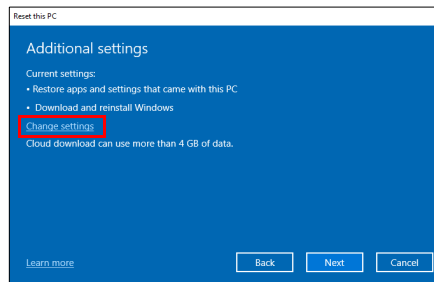 Reset this PC
Additional settings
Current settings:
• Restore apps and settings that came with this PC
• Download and reinstall Windows
Change settings
Cloud download can use more than 4 GB of data.
Learn more
Back
Next
Cancel